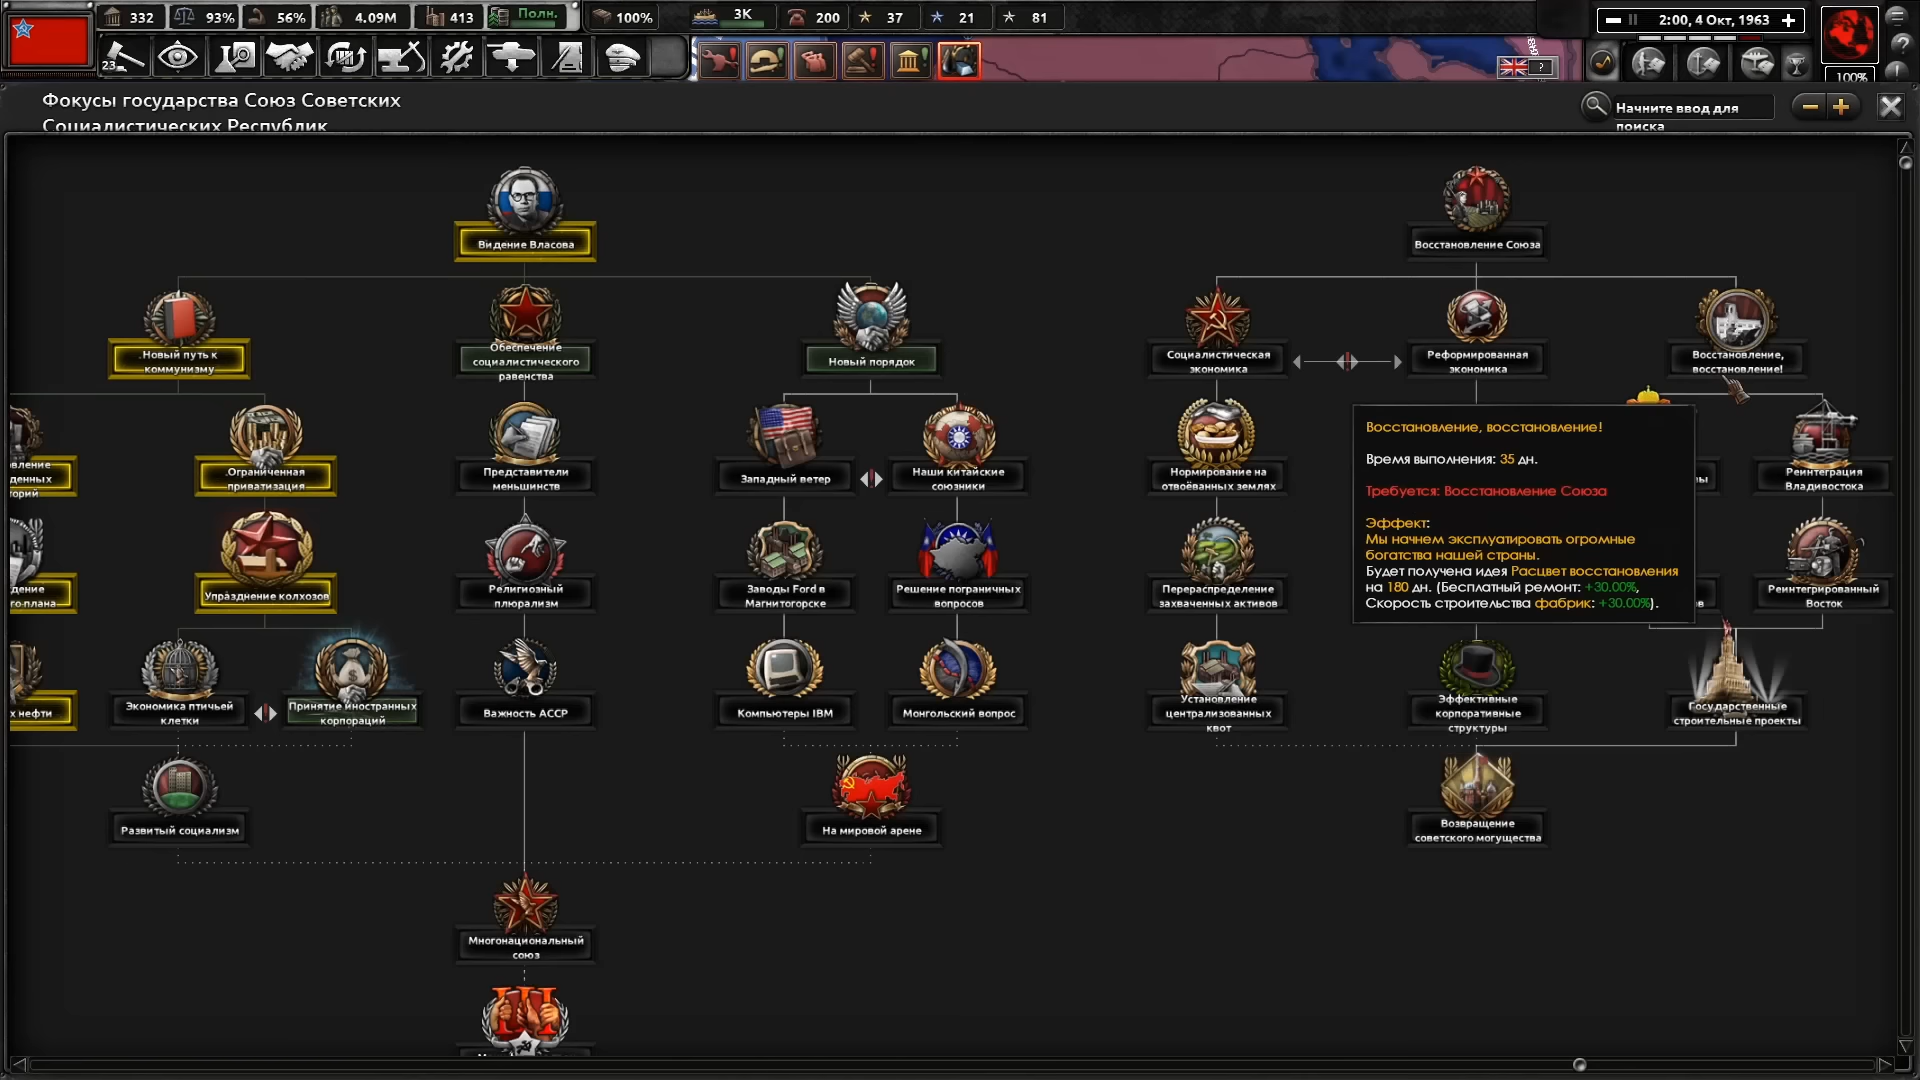 332
93%
56%
4.09M
413
Полн.
100%
3K
200
37
21
81
2:00, 4 Окт, 1963
23
?
?
100%
Фокусы государства Союз Советских
Социалистических Республик
Начните ввод для
поиска
Видение Власова
Восстановление Союза
.Новый путь к
коммунизму
Обеспечение
социалистического
равенства
Новый порядок
Социалистическая
экономика
Реформированная
экономика
Восстановление,
восстановление!
.Ограниченная
приватизация
Представители
меньшинств
Западный ветер
Наши китайские
союзники
Нормирование на
отвоёванных землях
Реинтеграция
Владивостока
Восстановление, восстановление!
Время выполнения: 35 дн.
Требуется: Восстановление Союза
Эффект:
Мы начнем эксплуатировать огромные
богатства нашей страны.
Будет получена идея Расцвет восстановления
на 180 дн. (Бесплатный ремонт: +30.00%,
Скорость строительства фабрик: +30.00%).
Упразднение колхозов
Религиозный
плюрализм
Заводы Ford в
Магнитогорске
Решение пограничных
вопросов
Перераспределение
захваченных активов
Реинтегрированный
Восток
х нефти
Экономика птичьей
клетки
Принятие иностранных
корпораций
Важность АССР
Компьютеры IBM
Монгольский вопрос
Установление
централизованных
квот
Эффективные
корпоративные
структуры
Государственные
строительные проекты
Развитый социализм
На мировой арене
Возвращение
советского могущества
Многонациональный
союз